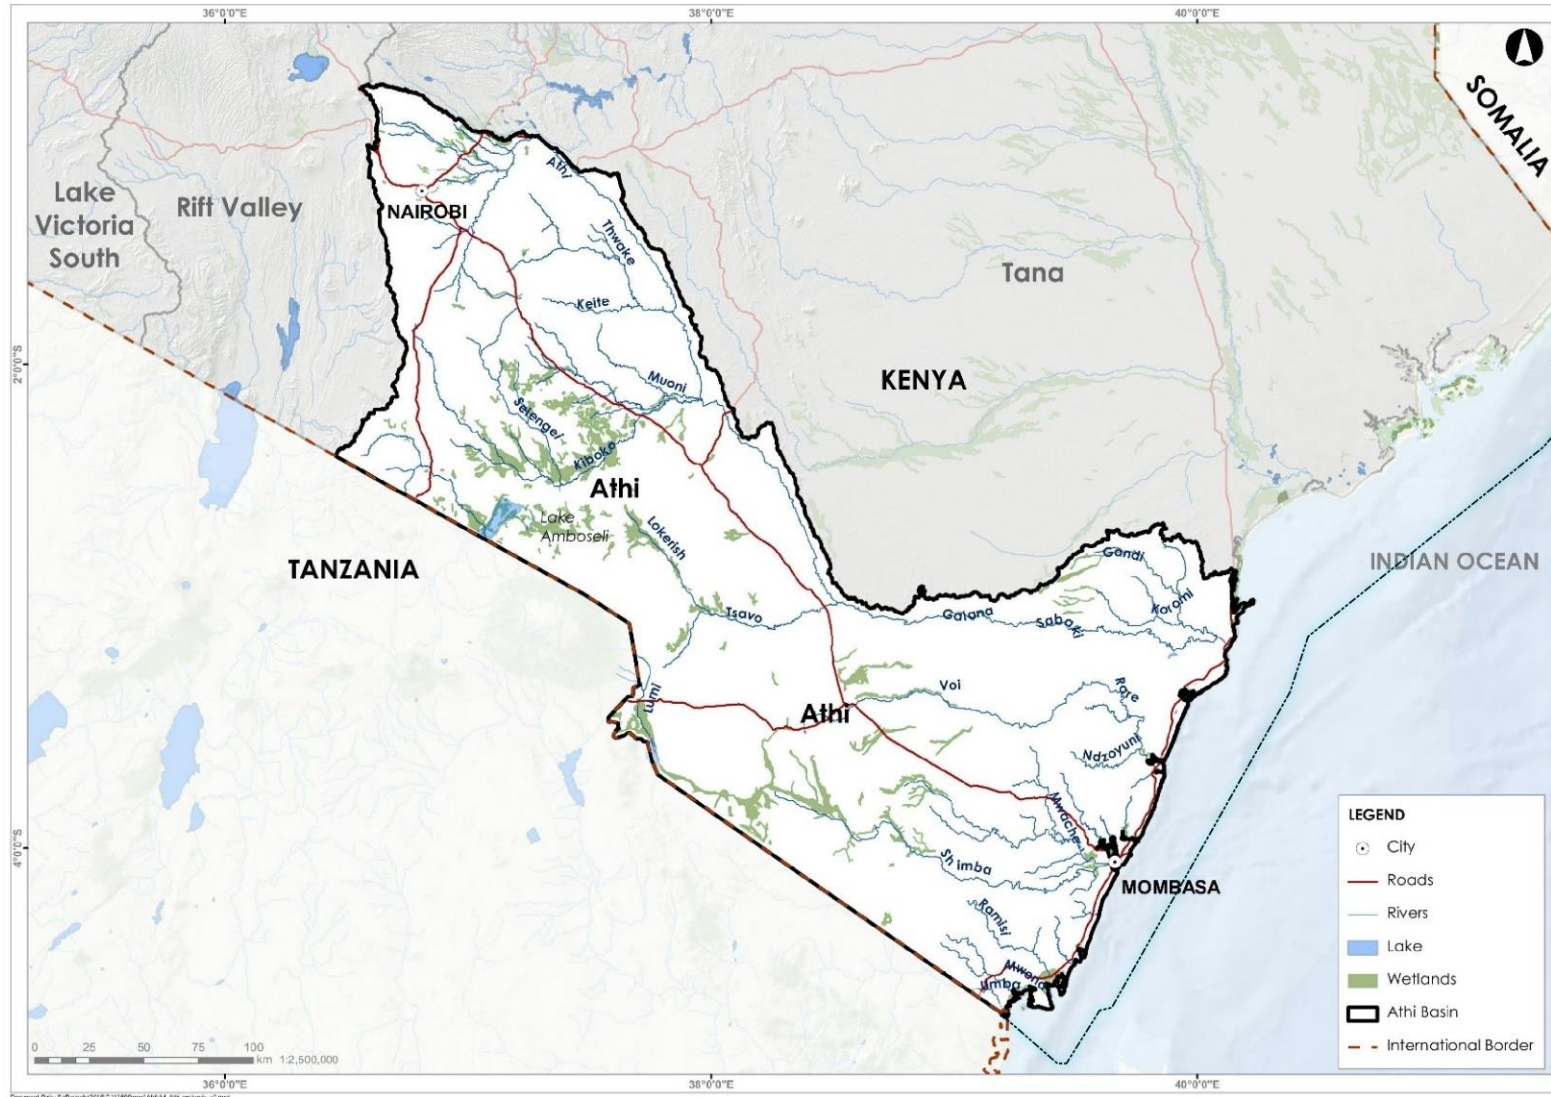 36°0'0"E
38°0'0"E
40°0'0"E
SOMALIA
Lake
Victoria
South
Rift Valley
NAIROBI
Athi
Thwake
Tana
Keite
2°0'0"S
KENYA
Muoni
Selengei
Kiboko
Athi
Lake
Amboseli
Lokerish
TANZANIA
Gandi
INDIAN OCEAN
Koromi
Tsavo
Galana
Sabaki
Lumi
Voi
Rare
Athi
Ndzoyuni
Mwache
4°0'0"S
Shimba
MOMBASA
Ramisi
Mwena
Umba
LEGEND
City
Roads
Rivers
Lake
Wetlands
Athi Basin
International Border
0 25 50 75 100
km 1:2,500,000
36°0'0"E
38°0'0"E
40°0'0"E